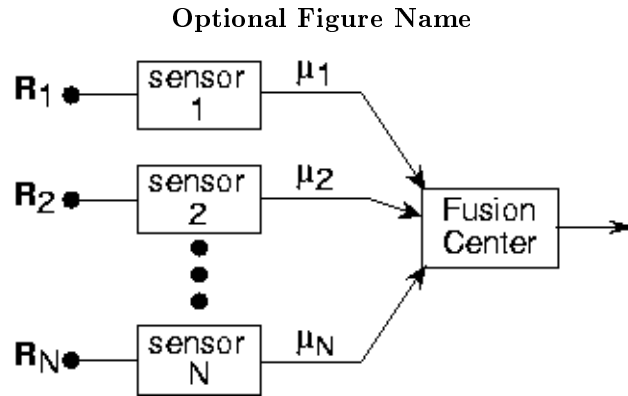 Optional Figure Name
R1
sensor
1
μ1
R2
sensor
2
μ2
Fusion
Center
RN
sensor
N
μN